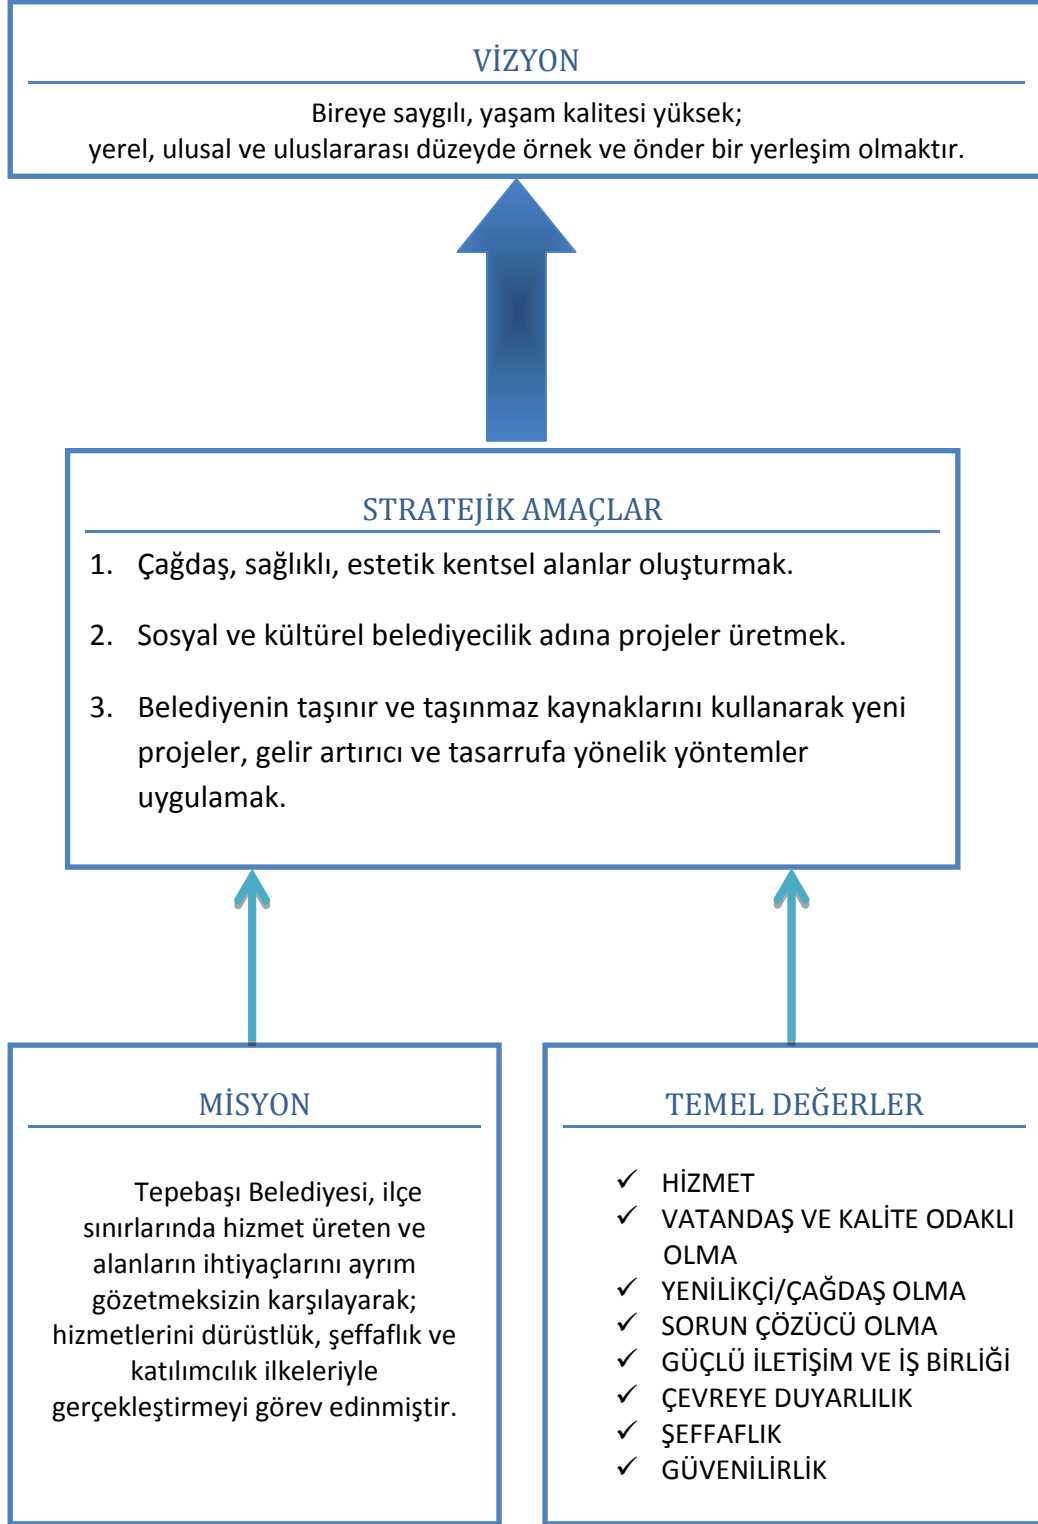 VİZYON
Bireye saygılı, yaşam kalitesi yüksek;
yerel, ulusal ve uluslararası düzeyde örnek ve önder bir yerleşim olmaktır.
STRATEJİK AMAÇLAR
1. Çağdaş, sağlıklı, estetik kentsel alanlar oluşturmak.
2. Sosyal ve kültürel belediyecilik adına projeler üretmek.
3. Belediyenin taşınır ve taşınmaz kaynaklarını kullanarak yeni
projeler, gelir artırıcı ve tasarrufa yönelik yöntemler
uygulamak.
MİSYON
Tepebaşı Belediyesi, ilçe
sınırlarında hizmet üreten ve
alanların ihtiyaçlarını ayrım
gözetmeksizin karşılayarak;
hizmetlerini dürüstlük, şeffaflık ve
katılımcılık ilkeleriyle
gerçekleştirmeyi görev edinmiştir.
TEMEL DEĞERLER
✓ HİZMET
✓ VATANDAŞ VE KALİTE ODAKLI
OLMA
✓ YENİLİKÇİ/ÇAĞDAŞ OLMA
✓ SORUN ÇÖZÜCÜ OLMA
✓ GÜÇLÜ İLETİŞİM VE İŞ BİRLİĞİ
✓ ÇEVREYE DUYARLILIK
✓ ŞEFFAFLIK
✓ GÜVENİLİRLİK